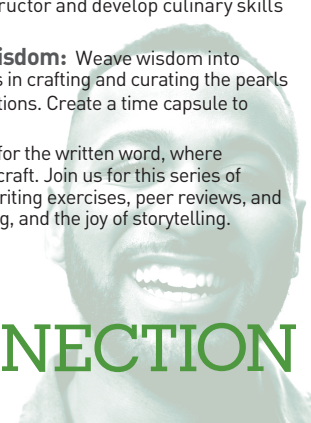 ructor and develop culinary skills
isdom: Weave wisdom into
s in crafting and curating the pearls
tions. Create a time capsule to
for the written word, where
craft. Join us for this series of
riting exercises, peer reviews, and
g, and the joy of storytelling.
NECTION